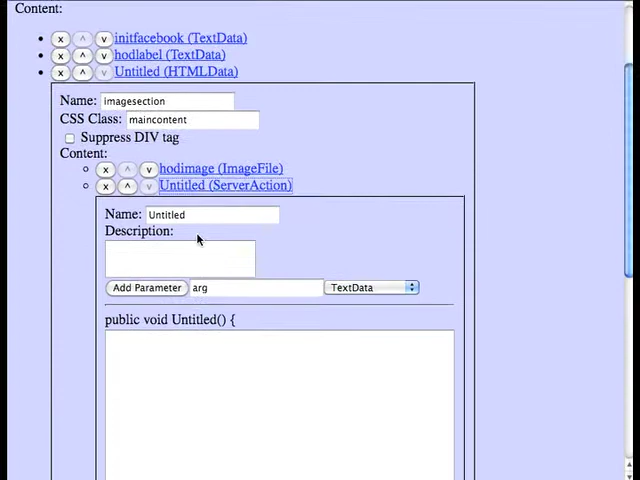 Content:
x ^ v initfacebook (TextData)
x ^ v hodlabel (TextData)
x ^ v Untitled (HTMLData)
Name: imagesection
CSS Class: maincontent
Suppress DIV tag
Content:
x ^ v hodimage (ImageFile)
x ^ v Untitled (ServerAction)
Name: Untitled
Description:
Add Parameter arg TextData
public void Untitled() {